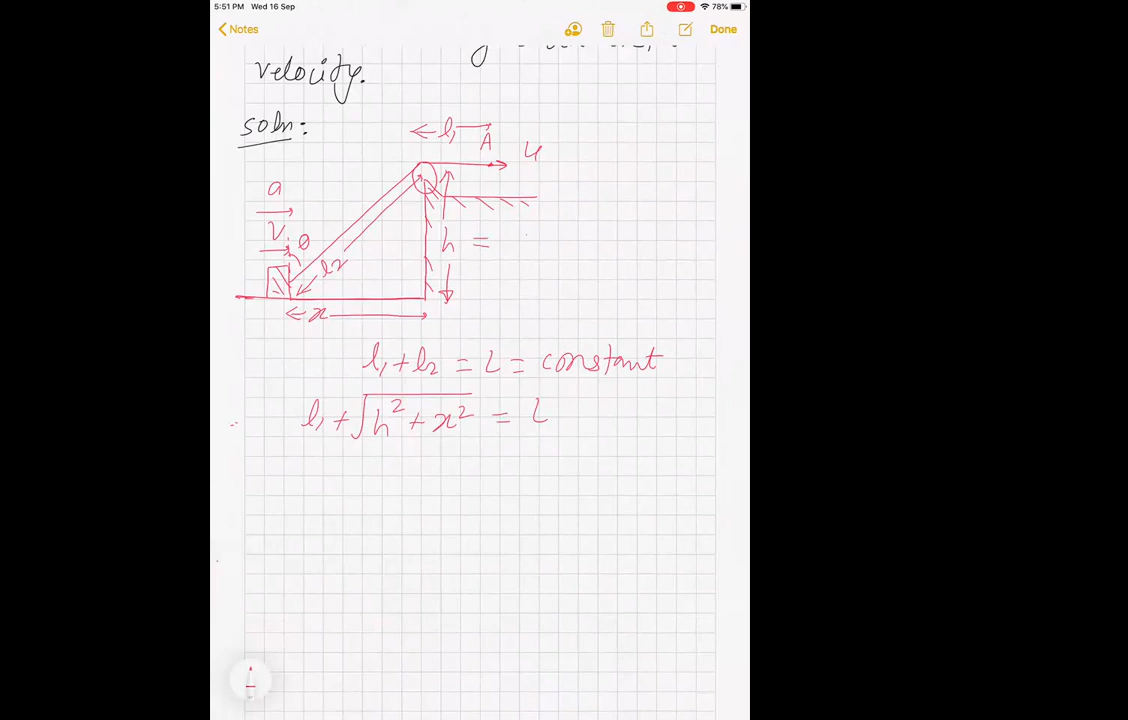 5:51 PM Wed 16 Sep
78%
Notes
Done
velocity.
soln:
l₁
A
u
a
V
θ
l2
h =
x
l₁ + l₂ = L = constant
l₁ + √h² + x² = L